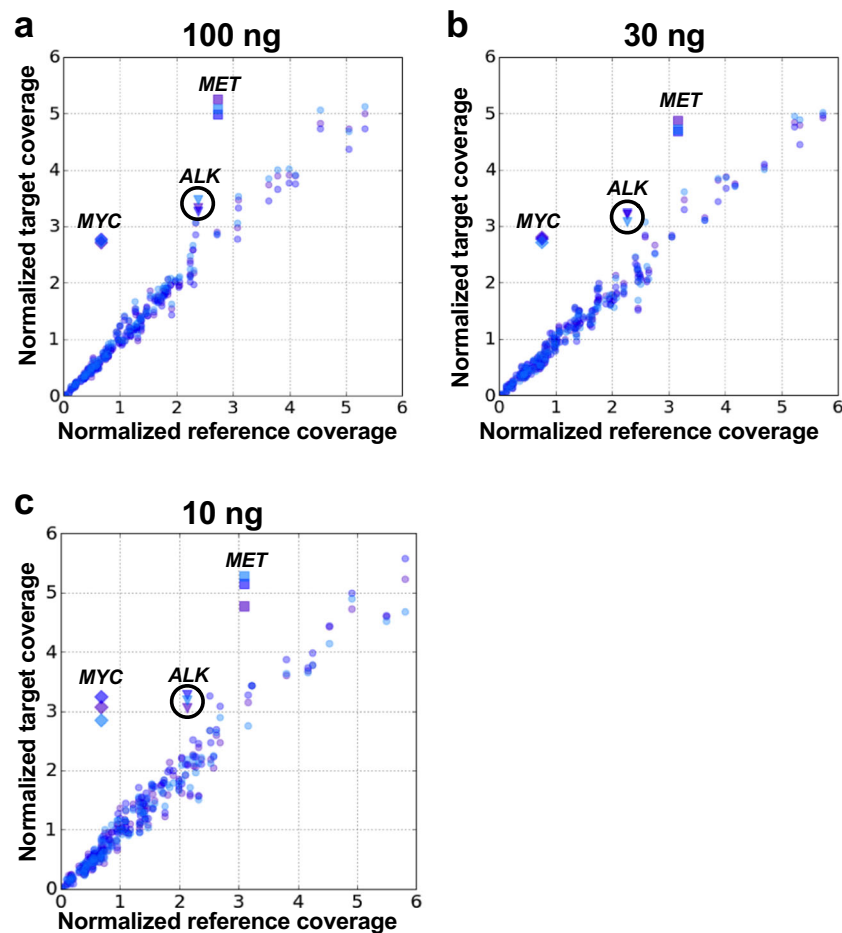 a
100 ng
6
5
4
3
2
1
0
Normalized target coverage
MET
ALK
MYC
0 1 2 3 4 5 6
Normalized reference coverage
b
30 ng
6
5
4
3
2
1
0
Normalized target coverage
MET
ALK
MYC
0 1 2 3 4 5 6
Normalized reference coverage
c
10 ng
6
5
4
3
2
1
0
Normalized target coverage
MET
MYC ALK
0 1 2 3 4 5 6
Normalized reference coverage